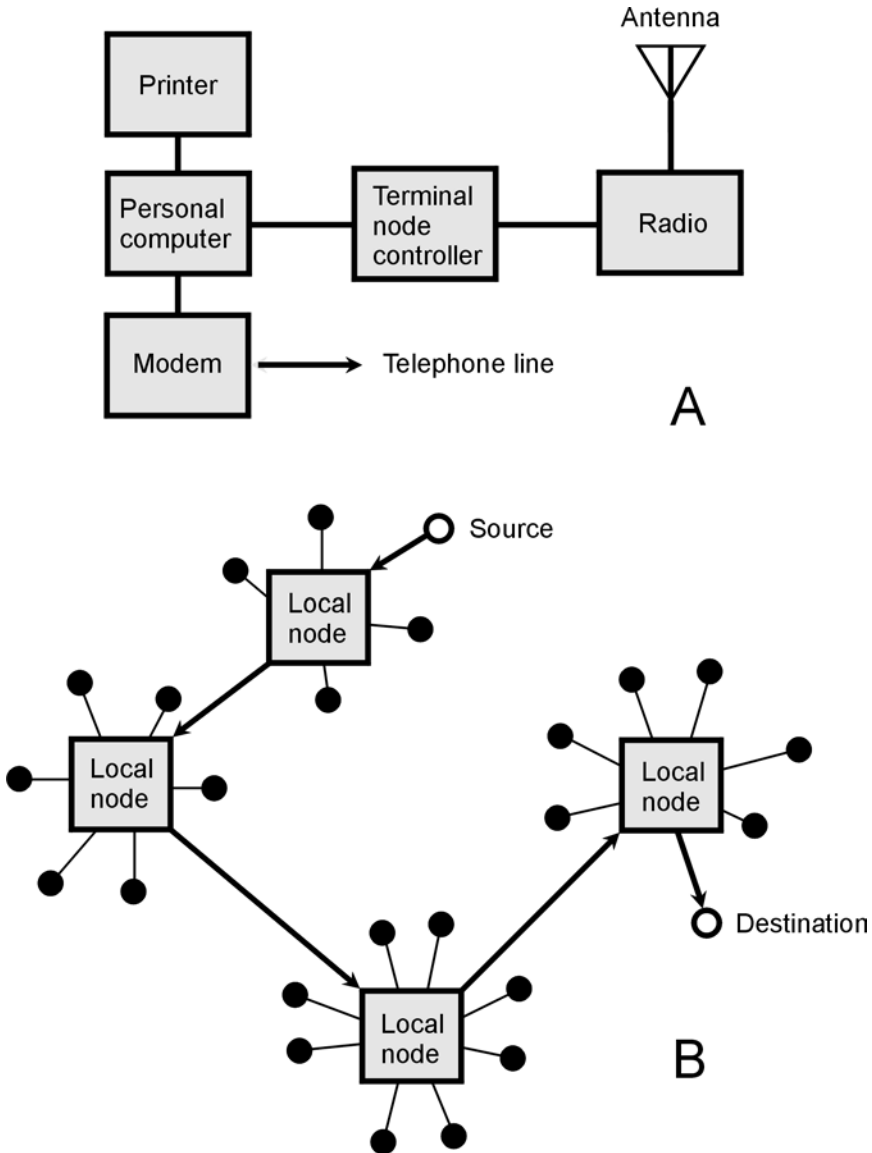 Antenna
Printer
Personal
computer
Terminal
node
controller
Radio
Modem
Telephone line
A
Source
Local
node
Local
node
Local
node
Destination
Local
node
B